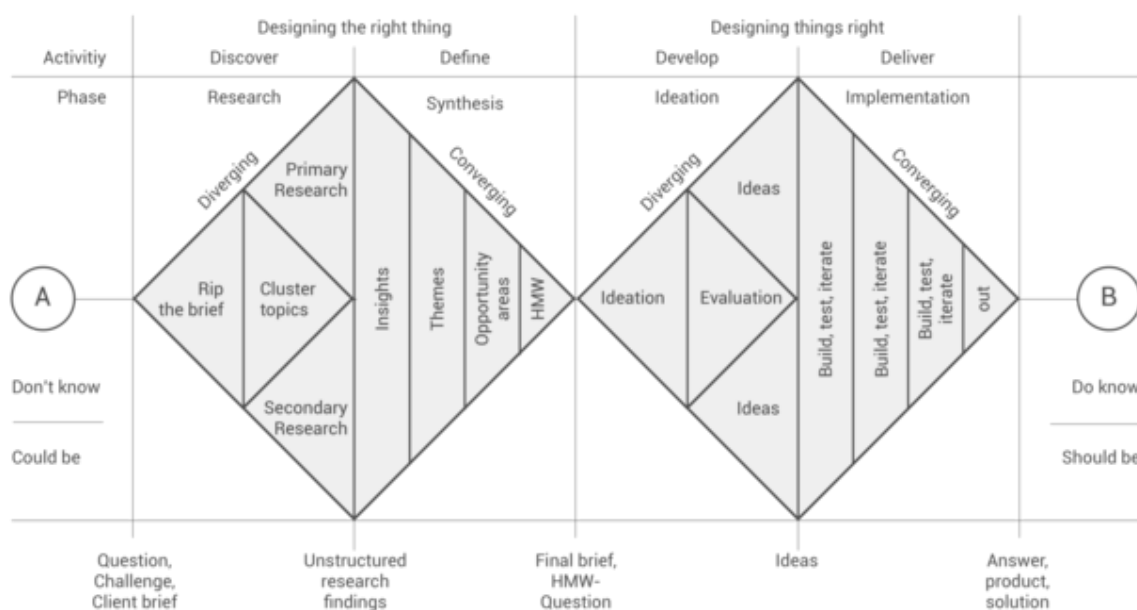 Designing the right thing
Designing things right
Activitiy
Discover
Define
Develop
Deliver
Phase
Research
Synthesis
Ideation
Implementation
Diverging
Converging
Diverging
Converging
Primary
Research
Ideas
A
Rip
the brief
Cluster
topics
Insights
Themes
Opportunity
areas
HMW
Ideation
Evaluation
Build, test, iterate
Build, test, iterate
Build, test,
iterate
out
B
Don't know
Could be
Secondary
Research
Ideas
Do know
Should be
Question,
Challenge,
Client brief
Unstructured
research
findings
Final brief,
HMW-
Question
Ideas
Answer,
product,
solution